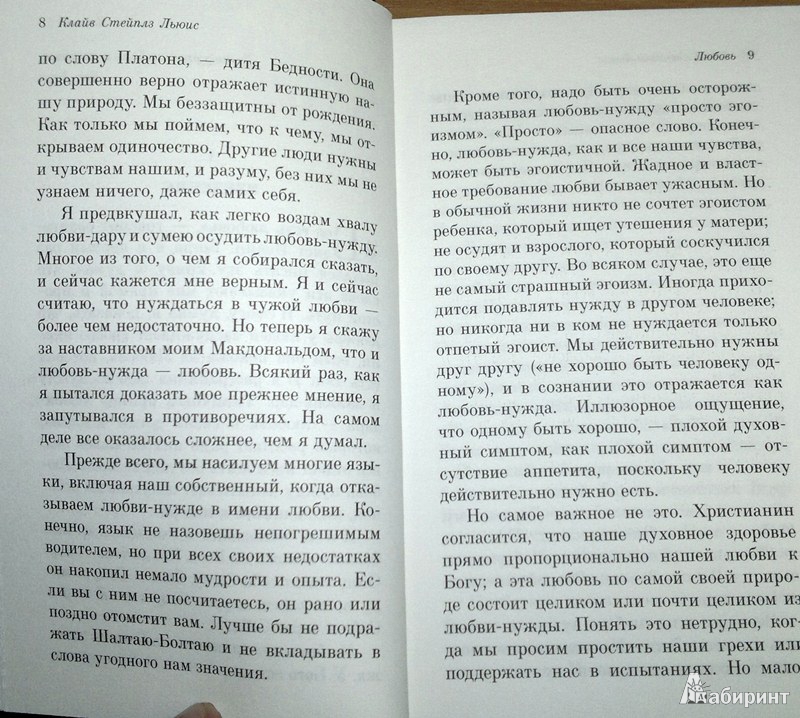 8 Клайв Стейплз Льюис
по слову Платона, — дитя Бедности. Она
совершенно верно отражает истинную на-
шу природу. Мы беззащитны от рождения.
Как только мы поймем, что к чему, мы от-
крываем одиночество. Другие люди нужны
и чувствам нашим, и разуму, без них мы не
узнаем ничего, даже самих себя.
Я предвкушал, как легко воздам хвалу
любви-дару и сумею осудить любовь-нужду.
Многое из того, о чем я собирался сказать,
и сейчас кажется мне верным. Я и сейчас
считаю, что нуждаться в чужой любви —
более чем недостаточно. Но теперь я скажу
за наставником моим Макдональдом, что и
любовь-нужда — любовь. Всякий раз, как
я пытался доказать мое прежнее мнение, я
запутывался в противоречиях. На самом
деле все оказалось сложнее, чем я думал.
Прежде всего, мы насилуем многие язы-
ки, включая наш собственный, когда отка-
зываем любви-нужде в имени любви. Ко-
нечно, язык не назовешь непогрешимым
водителем, но при всех своих недостатках
он накопил немало мудрости и опыта. Ес-
ли вы с ним не посчитаетесь, он рано или
поздно отомстит вам. Лучше бы не подра-
жать Шалтаю-Болтаю и не вкладывать в
слова угодного нам значения.
Любовь 9
Кроме того, надо быть очень осторож-
ным, называя любовь-нужду «просто эго-
измом». «Просто» — опасное слово. Конеч-
но, любовь-нужда, как и все наши чувства,
может быть эгоистичной. Жадное и власт-
ное требование любви бывает ужасным. Но
в обычной жизни никто не сочтет эгоистом
ребенка, который ищет утешения у матери;
не осудят и взрослого, который соскучился
по своему другу. Во всяком случае, это еще
не самый страшный эгоизм. Иногда прихо-
дится подавлять нужду в другом человеке;
но никогда ни в ком не нуждается только
отпетый эгоист. Мы действительно нужны
друг другу («не хорошо быть человеку од-
ному»), и в сознании это отражается как
любовь-нужда. Иллюзорное ощущение,
что одному быть хорошо, — плохой духов-
ный симптом, как плохой симптом — от-
сутствие аппетита, поскольку человеку
действительно нужно есть.
Но самое важное не это. Христианин
согласится, что наше духовное здоровье
прямо пропорционально нашей любви к
Богу; а эта любовь по самой своей приро-
де состоит целиком или почти целиком из
любви-нужды. Понять это нетрудно, ког-
да мы просим простить наши грехи или
поддержать нас в испытаниях. Но мало
Лабиринт